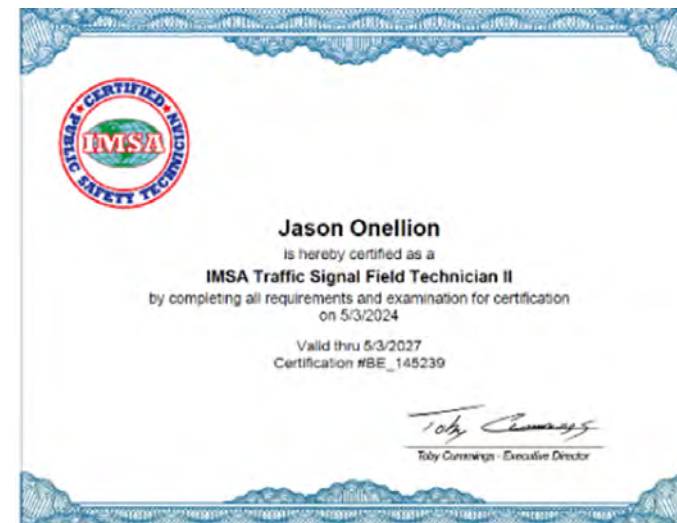 CERTIFIED
PUBLIC SAFETY TECHNICIAN
IMSA
Jason Onellion
is hereby certified as a
IMSA Traffic Signal Field Technician II
by completing all requirements and examination for certification
on 5/3/2024
Valid thru 5/3/2027
Certification #BE_145239
Toby Cummings
Toby Cummings - Executive Director